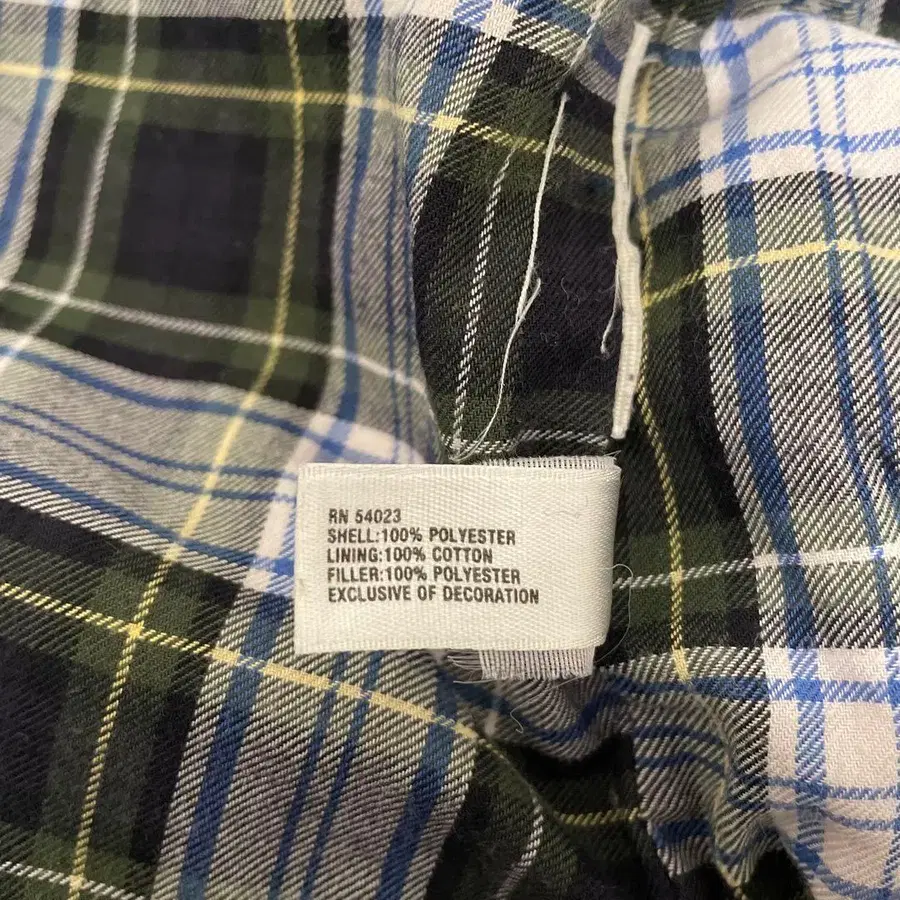 RN 54023
SHELL:100% POLYESTER
LINING:100% COTTON
FILLER:100% POLYESTER
EXCLUSIVE OF DECORATION